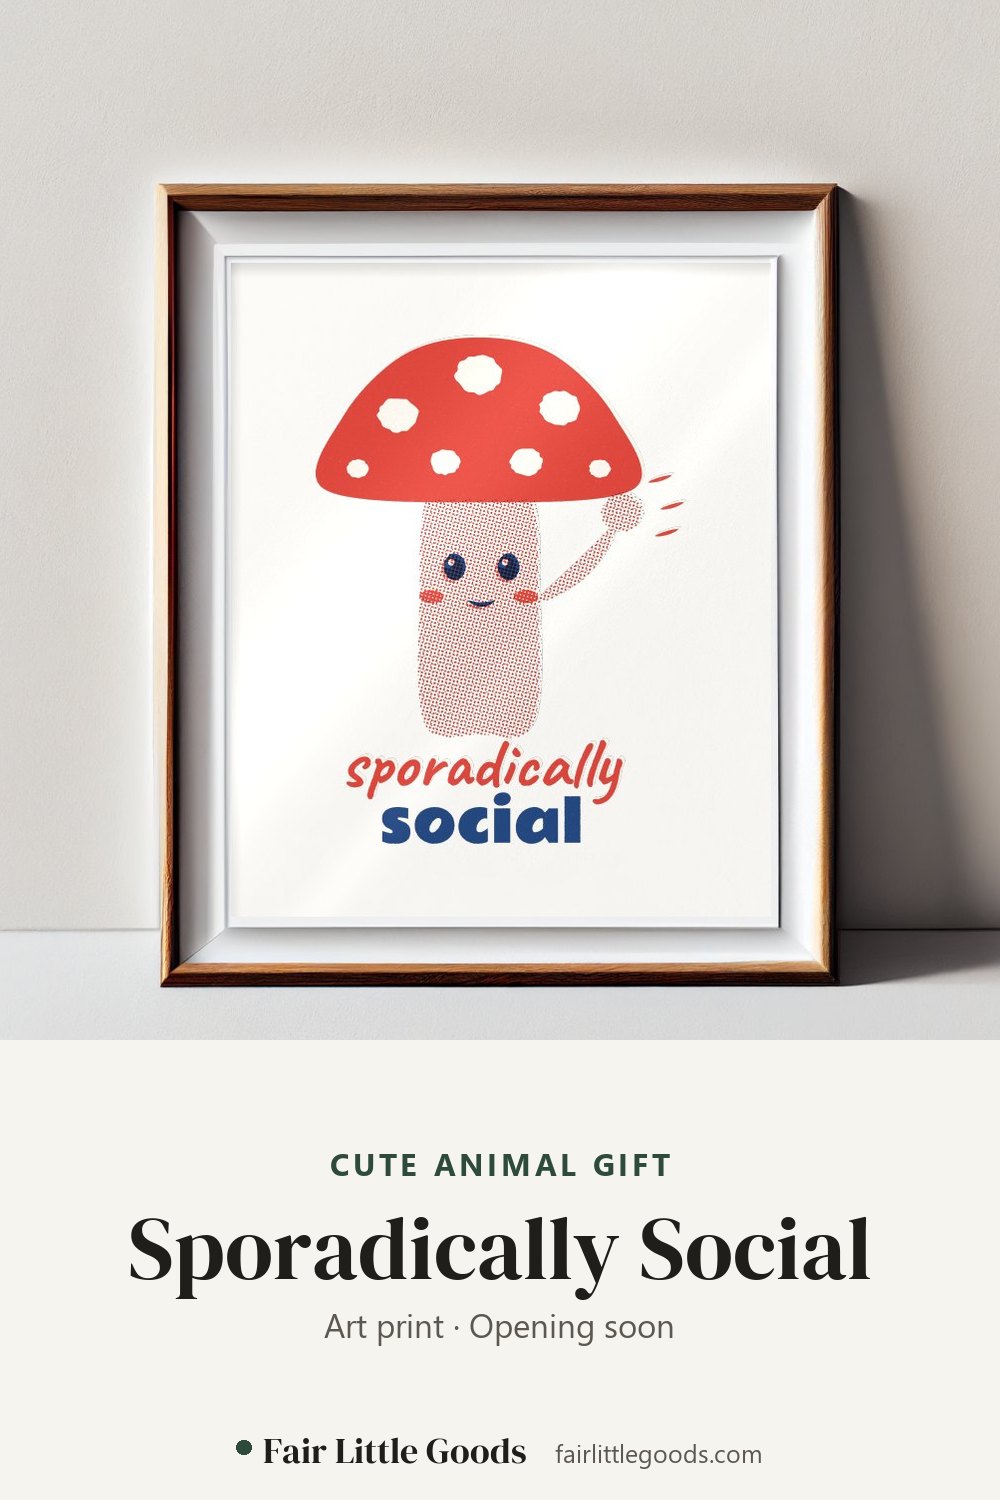 sporadically
social
CUTE ANIMAL GIFT
Sporadically Social
Art print · Opening soon
Fair Little Goods fairlittlegoods.com